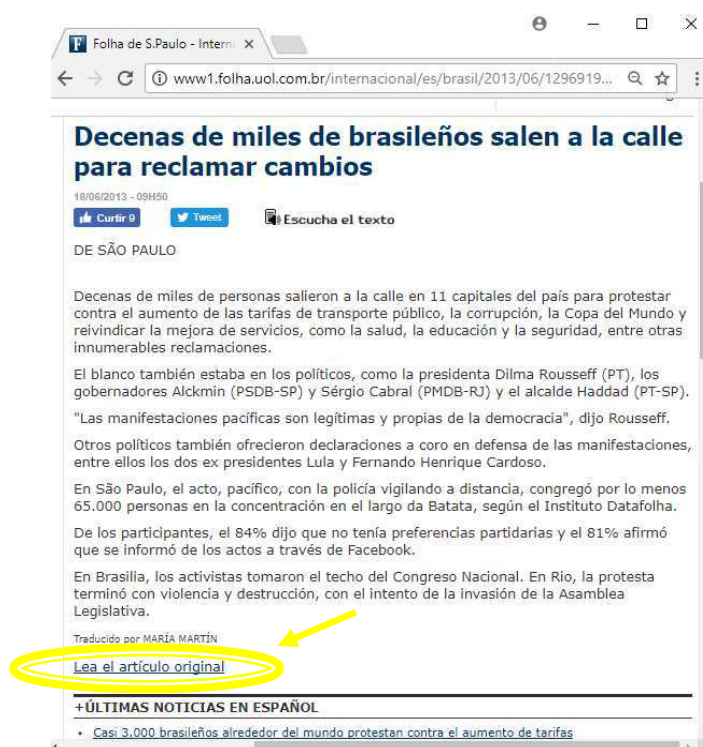 Folha de S.Paulo - Intern
www1.folha.uol.com.br/internacional/es/brasil/2013/06/1296919...
Decenas de miles de brasileños salen a la calle
para reclamar cambios
18/06/2013 - 09H50
Curtir 9 Tweet Escucha el texto
DE SÃO PAULO
Decenas de miles de personas salieron a la calle en 11 capitales del país para protestar
contra el aumento de las tarifas de transporte público, la corrupción, la Copa del Mundo y
reivindicar la mejora de servicios, como la salud, la educación y la seguridad, entre otras
innumerables reclamaciones.
El blanco también estaba en los políticos, como la presidenta Dilma Rousseff (PT), los
gobernadores Alckmin (PSDB-SP) y Sérgio Cabral (PMDB-RJ) y el alcalde Haddad (PT-SP).
"Las manifestaciones pacíficas son legítimas y propias de la democracia", dijo Rousseff.
Otros políticos también ofrecieron declaraciones a coro en defensa de las manifestaciones,
entre ellos los dos ex presidentes Lula y Fernando Henrique Cardoso.
En São Paulo, el acto, pacífico, con la policía vigilando a distancia, congregó por lo menos
65.000 personas en la concentración en el largo da Batata, según el Instituto Datafolha.
De los participantes, el 84% dijo que no tenía preferencias partidarias y el 81% afirmó
que se informó de los actos a través de Facebook.
En Brasilia, los activistas tomaron el techo del Congreso Nacional. En Rio, la protesta
terminó con violencia y destrucción, con el intento de la invasión de la Asamblea
Legislativa.
Traducido por MARÍA MARTÍN
Lea el artículo original
+ÚLTIMAS NOTICIAS EN ESPAÑOL
• Casi 3.000 brasileños alrededor del mundo protestan contra el aumento de tarifas